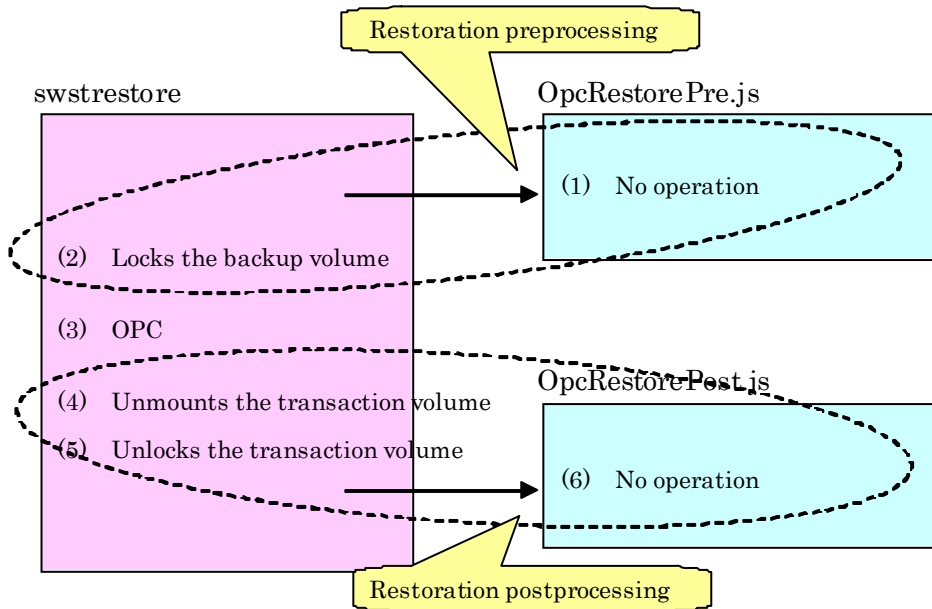 Restoration preprocessing
swstrestore
OpcRestorePre.js
(1) No operation
(2) Locks the backup volume
(3) OPC
OpcRestorePost.js
(4) Unmounts the transaction volume
(5) Unlocks the transaction volume
(6) No operation
Restoration postprocessing